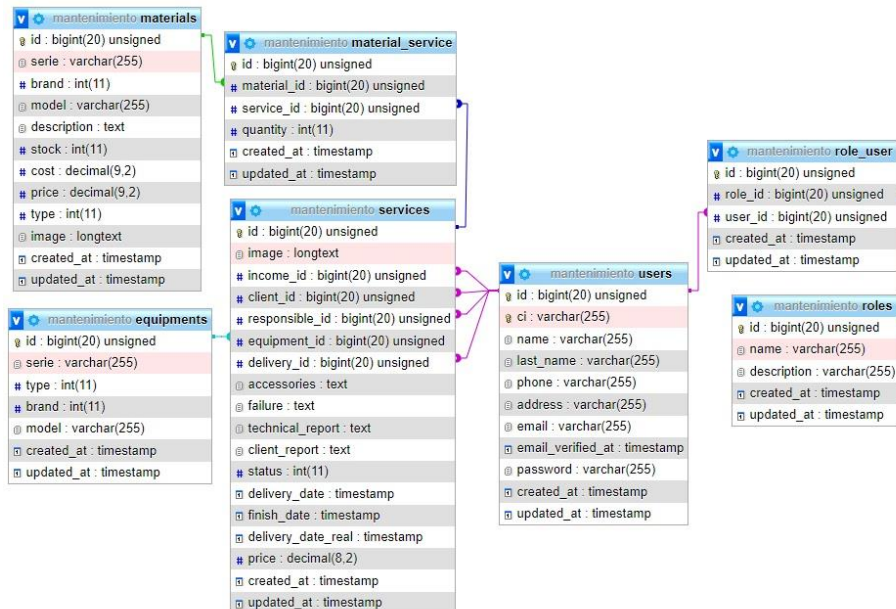 mantenimiento materials
id : bigint(20) unsigned
serie : varchar(255)
brand : int(11)
model : varchar(255)
description : text
stock : int(11)
cost : decimal(9,2)
price : decimal(9,2)
type : int(11)
image : longtext
created_at : timestamp
updated_at : timestamp
mantenimiento material_service
id : bigint(20) unsigned
material_id : bigint(20) unsigned
service_id : bigint(20) unsigned
quantity : int(11)
created_at : timestamp
updated_at : timestamp
mantenimiento equipments
id : bigint(20) unsigned
serie : varchar(255)
type : int(11)
brand : int(11)
model : varchar(255)
created_at : timestamp
updated_at : timestamp
mantenimiento services
id : bigint(20) unsigned
image : longtext
income_id : bigint(20) unsigned
client_id : bigint(20) unsigned
responsible_id : bigint(20) unsigned
equipment_id : bigint(20) unsigned
delivery_id : bigint(20) unsigned
accessories : text
failure : text
technical_report : text
client_report : text
status : int(11)
delivery_date : timestamp
finish_date : timestamp
delivery_date_real : timestamp
price : decimal(8,2)
created_at : timestamp
updated_at : timestamp
mantenimiento users
id : bigint(20) unsigned
ci : varchar(255)
name : varchar(255)
last_name : varchar(255)
phone : varchar(255)
address : varchar(255)
email : varchar(255)
email_verified_at : timestamp
password : varchar(255)
created_at : timestamp
updated_at : timestamp
mantenimiento role_user
id : bigint(20) unsigned
role_id : bigint(20) unsigned
user_id : bigint(20) unsigned
created_at : timestamp
updated_at : timestamp
mantenimiento roles
id : bigint(20) unsigned
name : varchar(255)
description : varchar(255)
created_at : timestamp
updated_at : timestamp